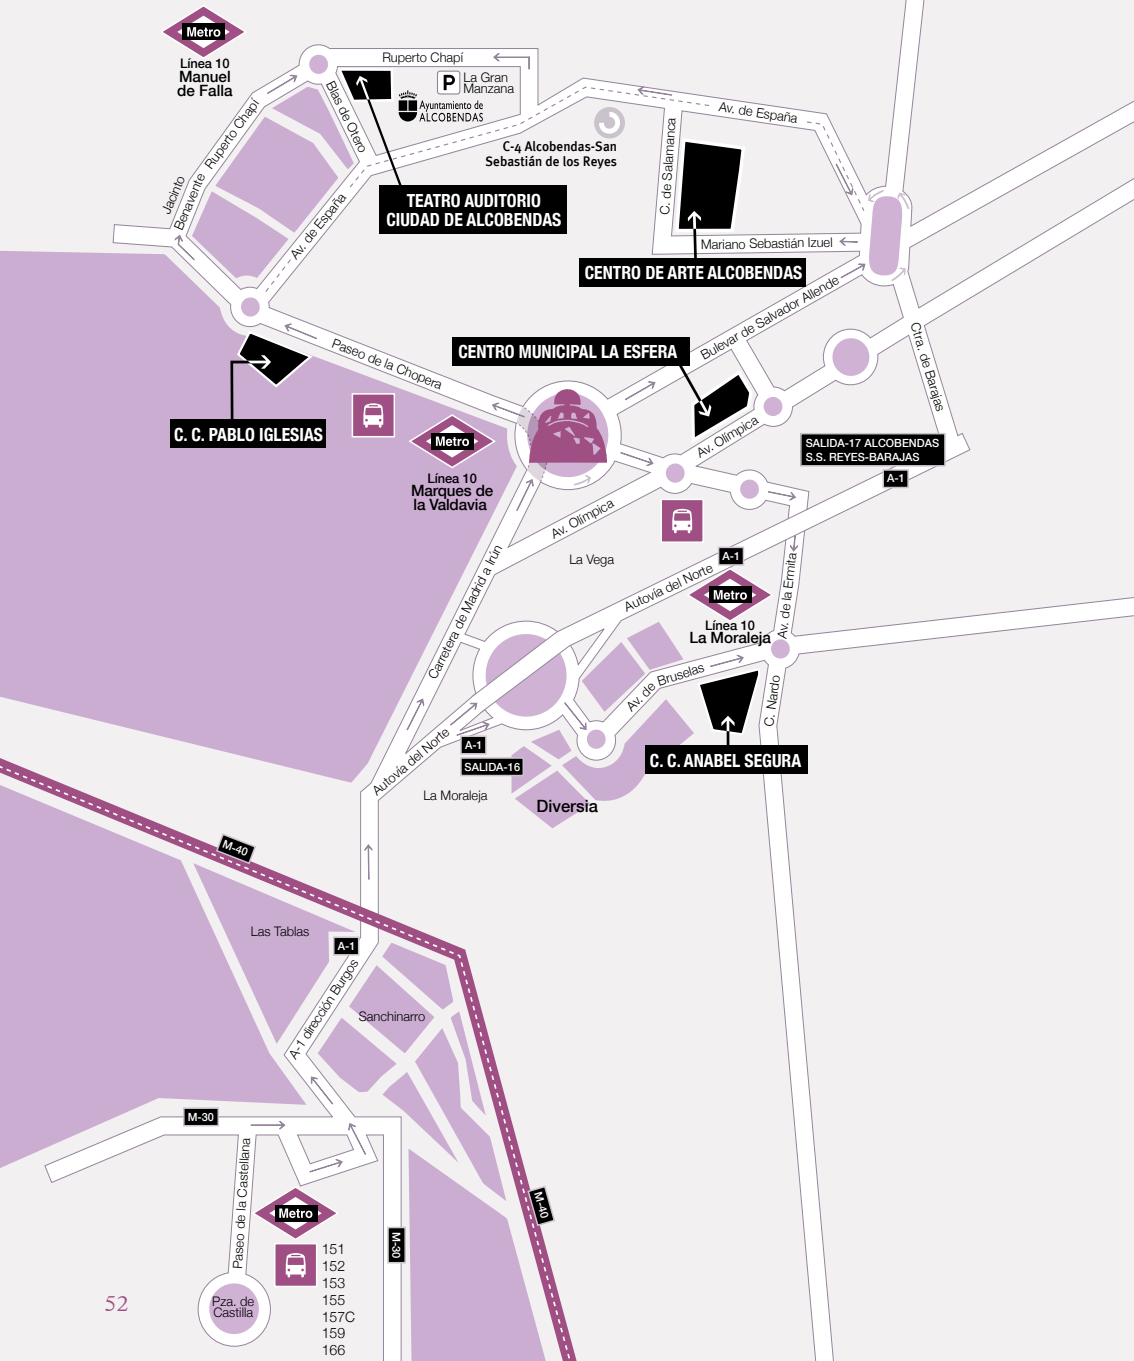 Metro
Línea 10
Manuel
de Falla
Ruperto Chapí
P
La Gran
Manzana
Ayuntamiento de
ALCOBENDAS
Blas de Otero
Ruperto Chapí
Jacinto
Benavente
Av. de España
Av. de España
C-4 Alcobendas-San
Sebastián de los Reyes
C. de Salamanca
TEATRO AUDITORIO
CIUDAD DE ALCOBENDAS
Mariano Sebastián Izuel
CENTRO DE ARTE ALCOBENDAS
Bulevar de Salvador Allende
Ctra. de Barajas
Paseo de la Chopera
CENTRO MUNICIPAL LA ESFERA
C. C. PABLO IGLESIAS
Metro
Línea 10
Marques de
la Valdavia
Av. Olímpica
SALIDA-17 ALCOBENDAS
S.S. REYES-BARAJAS
A-1
Av. Olímpica
La Vega
A-1
Autovía del Norte
Metro
Línea 10
La Moraleja
Av. de la Ermita
Carretera de Madrid a Irún
Av. de Bruselas
C. Nardo
C. C. ANABEL SEGURA
Autovía del Norte
A-1
SALIDA-16
La Moraleja
Diversia
M-40
Las Tablas
A-1
A-1 dirección Burgos
Sanchinarro
M-30
Paseo de la Castellana
Metro
M-40
M-30
151
152
153
155
157C
159
166
Pza. de
Castilla
52